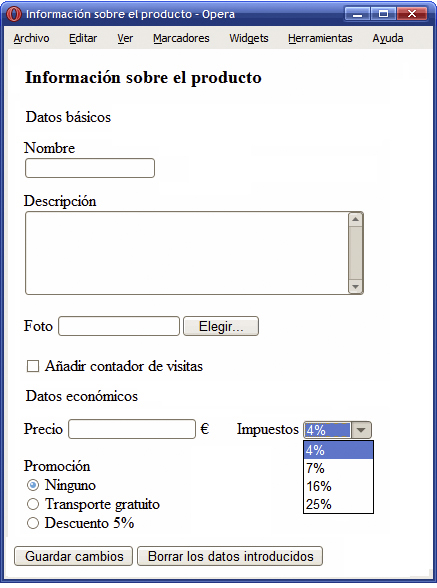 Información sobre el producto - Opera
Archivo Editar Ver Marcadores Widgets Herramientas Ayuda
Información sobre el producto
Datos básicos
Nombre
Descripción
Foto Elegir...
Añadir contador de visitas
Datos económicos
Precio € Impuestos 4%
4%
7%
16%
25%
Promoción
Ninguno
Transporte gratuito
Descuento 5%
Guardar cambios Borrar los datos introducidos